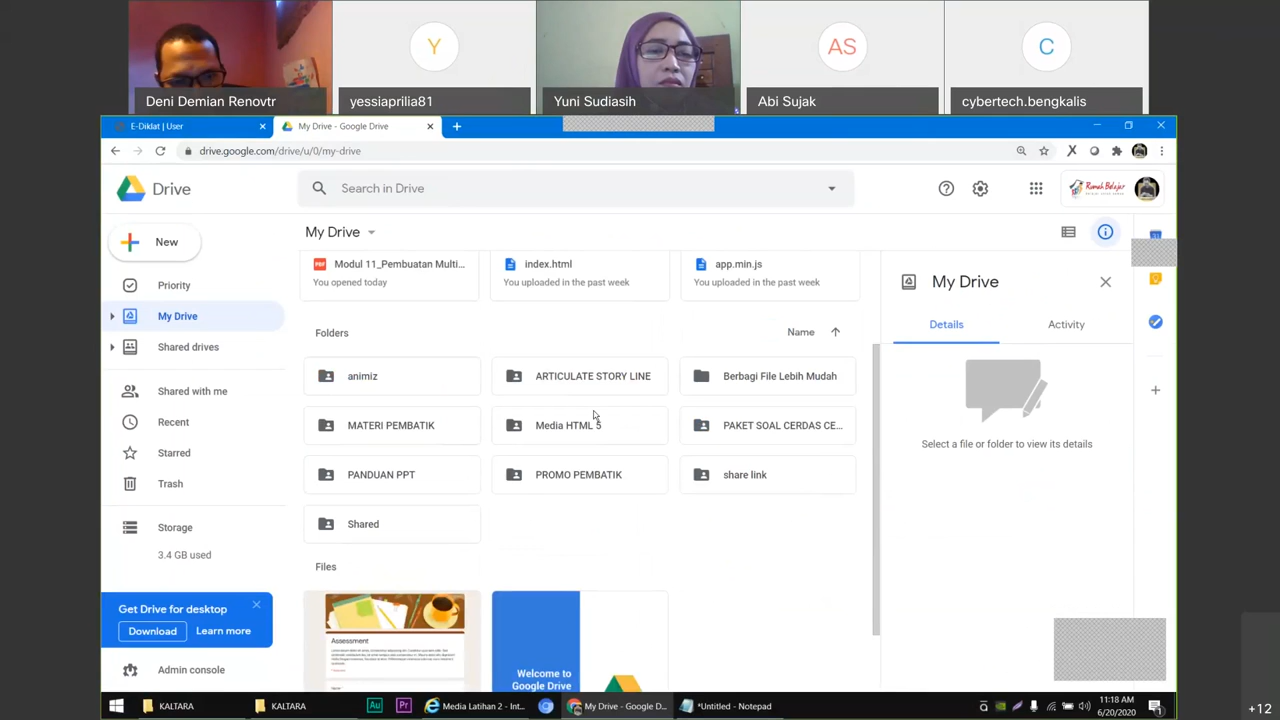 Deni Demian Renovtr
Y
yessiaprilia81
Yuni Sudiasih
AS
Abi Sujak
C
cybertech.bengkalis
E-Diklat | User
My Drive - Google Drive
drive.google.com/drive/u/0/my-drive
Drive
Search in Drive
Rumah Belajar
New
My Drive
Priority
My Drive
Shared drives
Shared with me
Recent
Starred
Trash
Storage
3.4 GB used
Get Drive for desktop
Download
Learn more
Admin console
Modul 11_Pembuatan Multi...
You opened today
index.html
You uploaded in the past week
app.min.js
You uploaded in the past week
Folders
Name
animiz
ARTICULATE STORY LINE
Berbagi File Lebih Mudah
MATERI PEMBATIK
Media HTML 5
PAKET SOAL CERDAS CE...
PANDUAN PPT
PROMO PEMBATIK
share link
Shared
Files
Assessment
Welcome to
Google Drive
My Drive
Details
Activity
Select a file or folder to view its details
KALTARA
KALTARA
Au
Pr
Media Latihan 2 - Int...
My Drive - Google D...
*Untitled - Notepad
11:18 AM
6/20/2020
+12